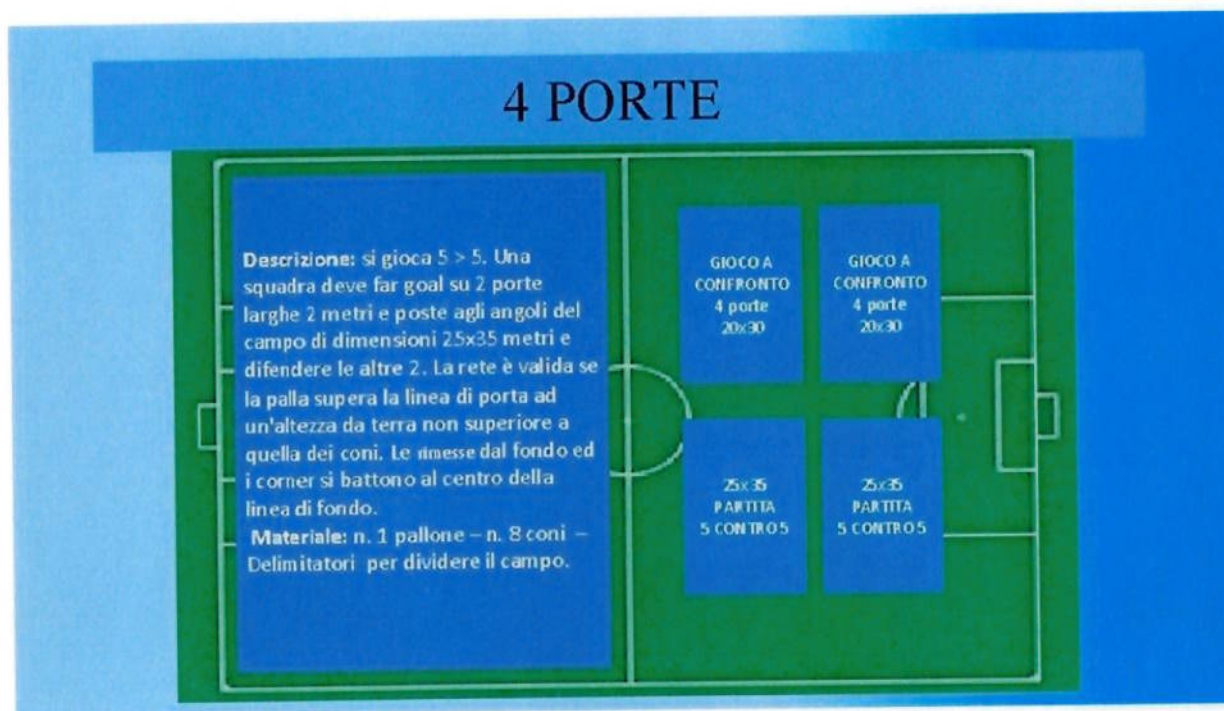 4 PORTE
Descrizione: si gioca 5 > 5. Una
squadra deve far goal su 2 porte
larghe 2 metri e poste agli angoli del
campo di dimensioni 25x35 metri e
difendere le altre 2. La rete è valida se
la palla supera la linea di porta ad
un'altezza da terra non superiore a
quella dei coni. Le rimesse dal fondo ed
i corner si battono al centro della
linea di fondo.
Materiale: n. 1 pallone – n. 8 coni –
Delimitatori per dividere il campo.
GIOCO A
CONFRONTO
4 porte
20x30
GIOCO A
CONFRONTO
4 porte
20x30
25x35
PARTITA
5 CONTRO 5
25x35
PARTITA
5 CONTRO 5